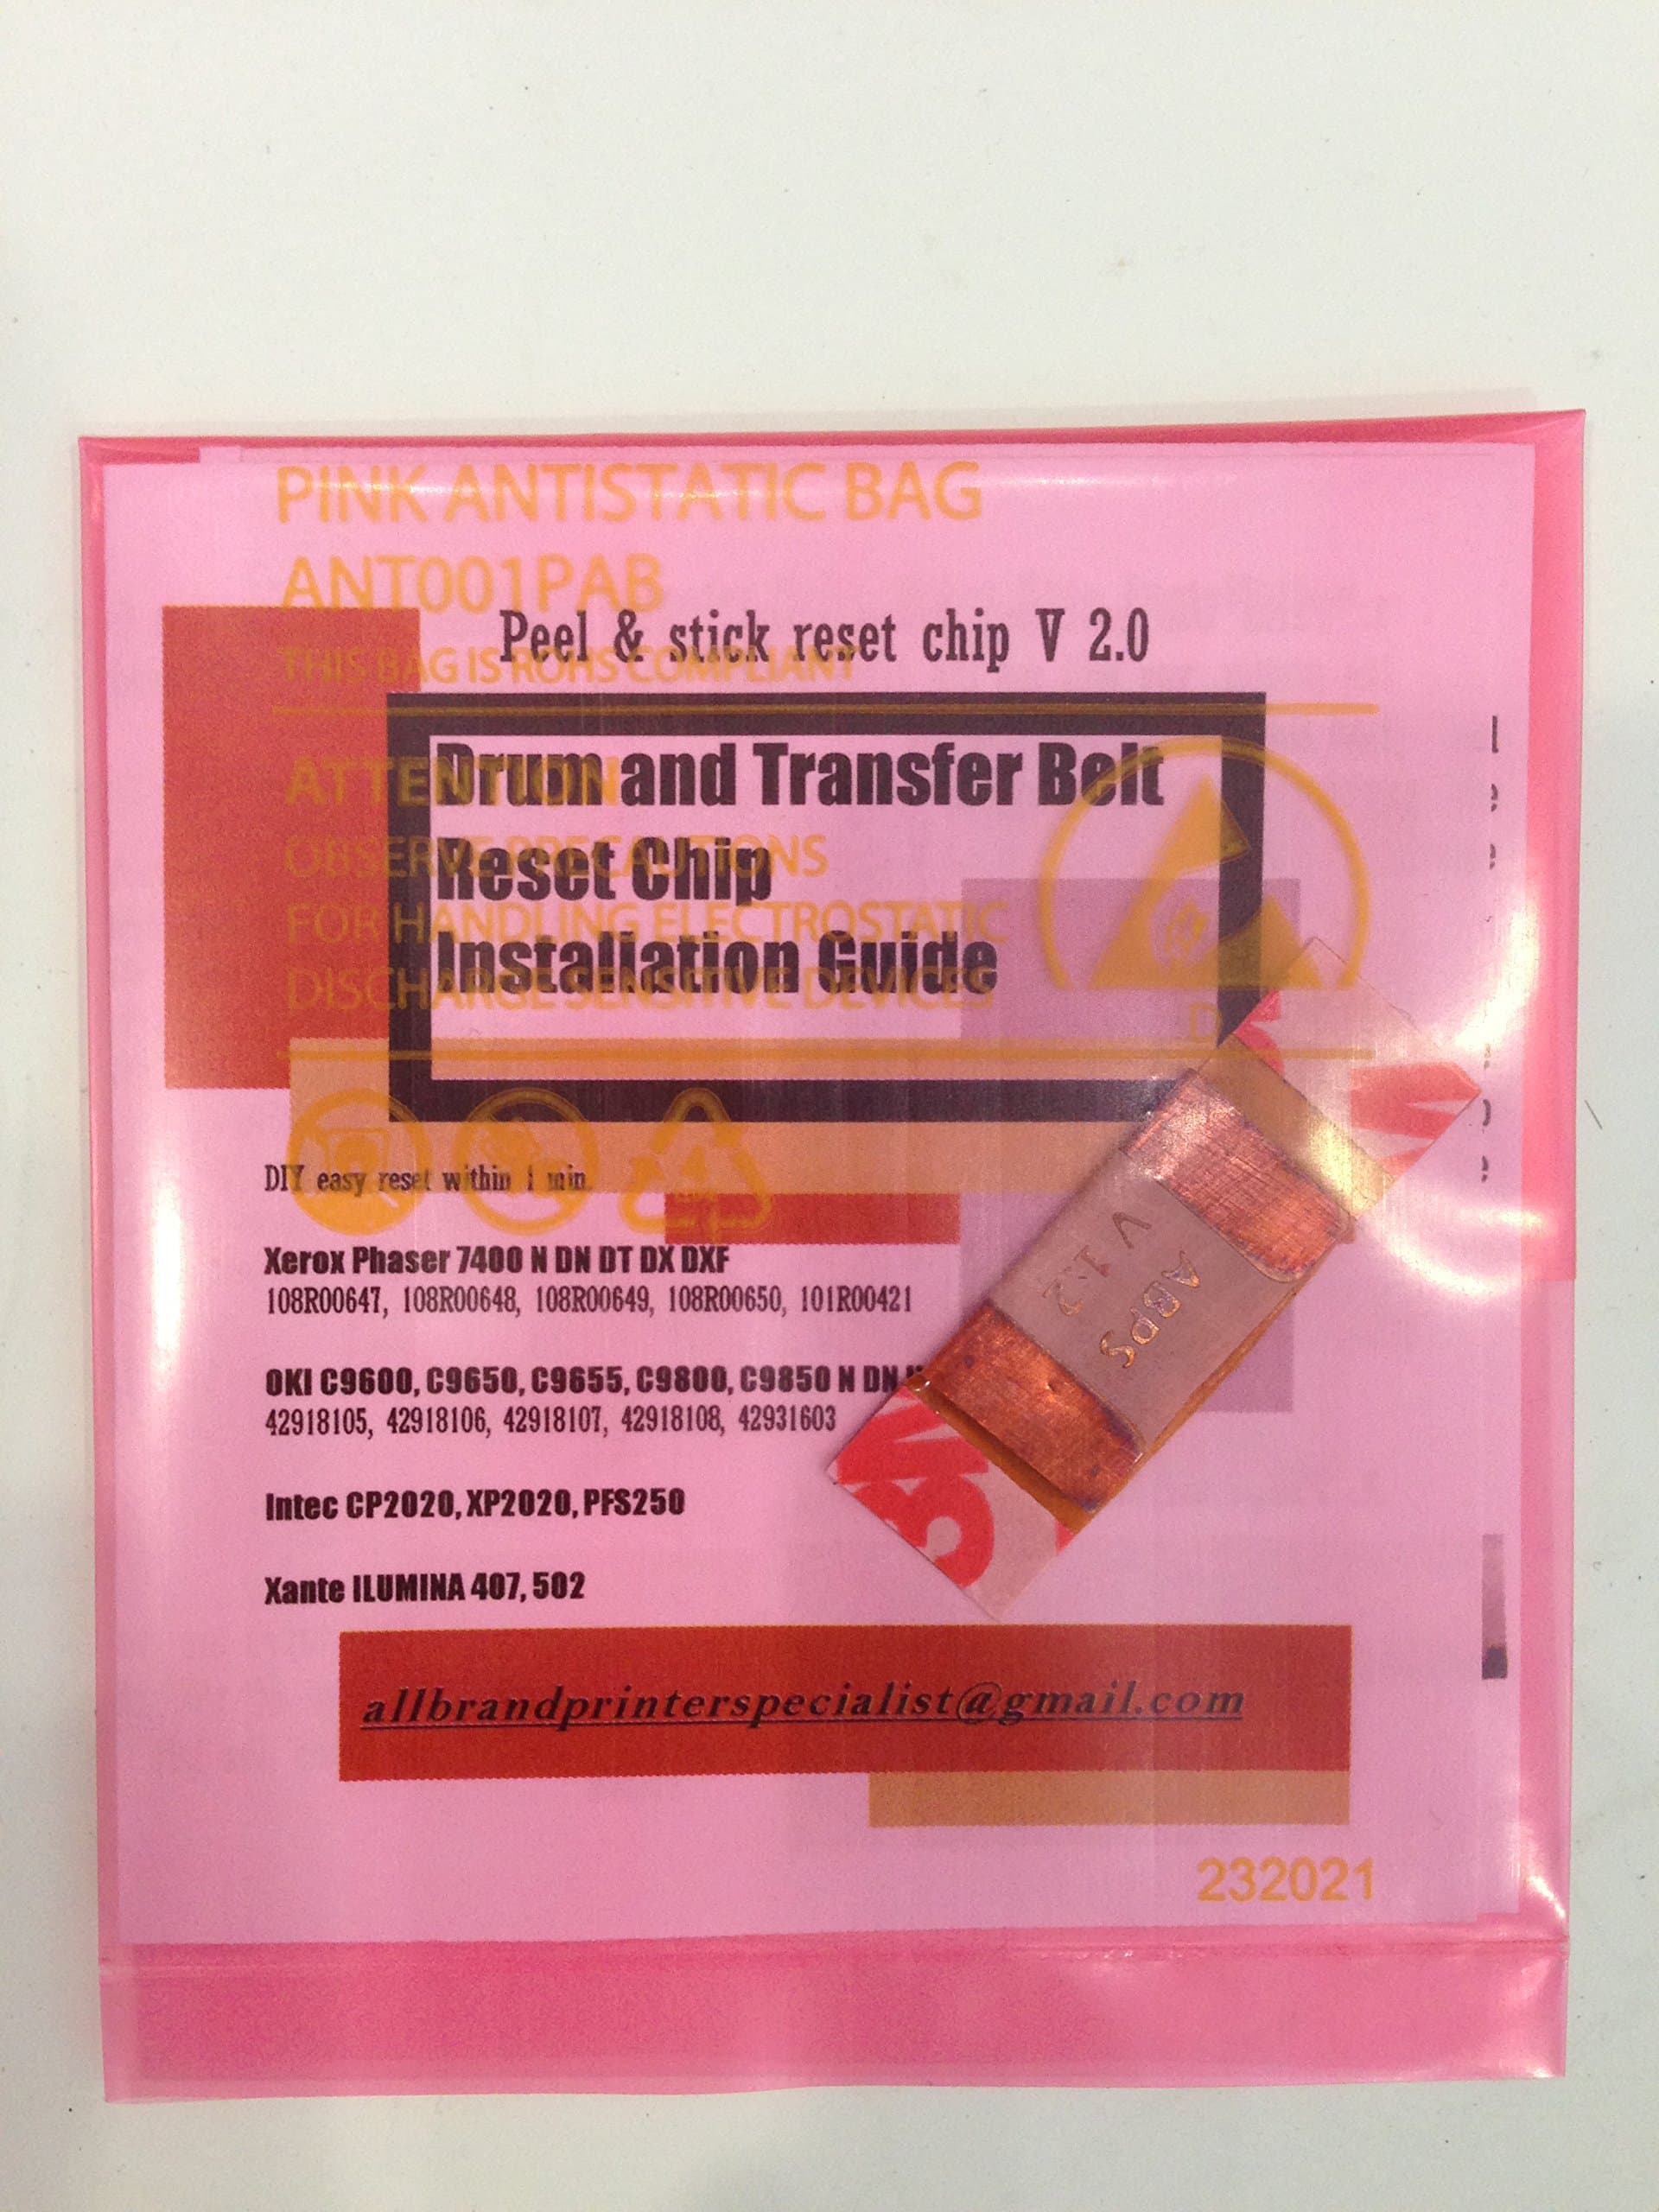 PINK ANTISTATIC BAG
ANT001PAB
Peel & stick reset chip V 2.0
THIS BAG IS ROHS COMPLIANT
Drum and Transfer Belt
Reset Chip
Installation Guide
ATTENTION
OBSERVE PRECAUTIONS
FOR HANDLING ELECTROSTATIC
DISCHARGE SENSITIVE DEVICES
DIY easy reset within 1 min.
Xerox Phaser 7400 N DN DT DX DXF
108R00647, 108R00648, 108R00649, 108R00650, 101R00421
OKI C9600, C9650, C9655, C9800, C9850 N DN
42918105, 42918106, 42918107, 42918108, 42931603
Intec CP2020, XP2020, PFS250
Xante ILUMINA 407, 502
ABPS
V 1.2
3M
allbrandprinterspecialist@gmail.com
232021